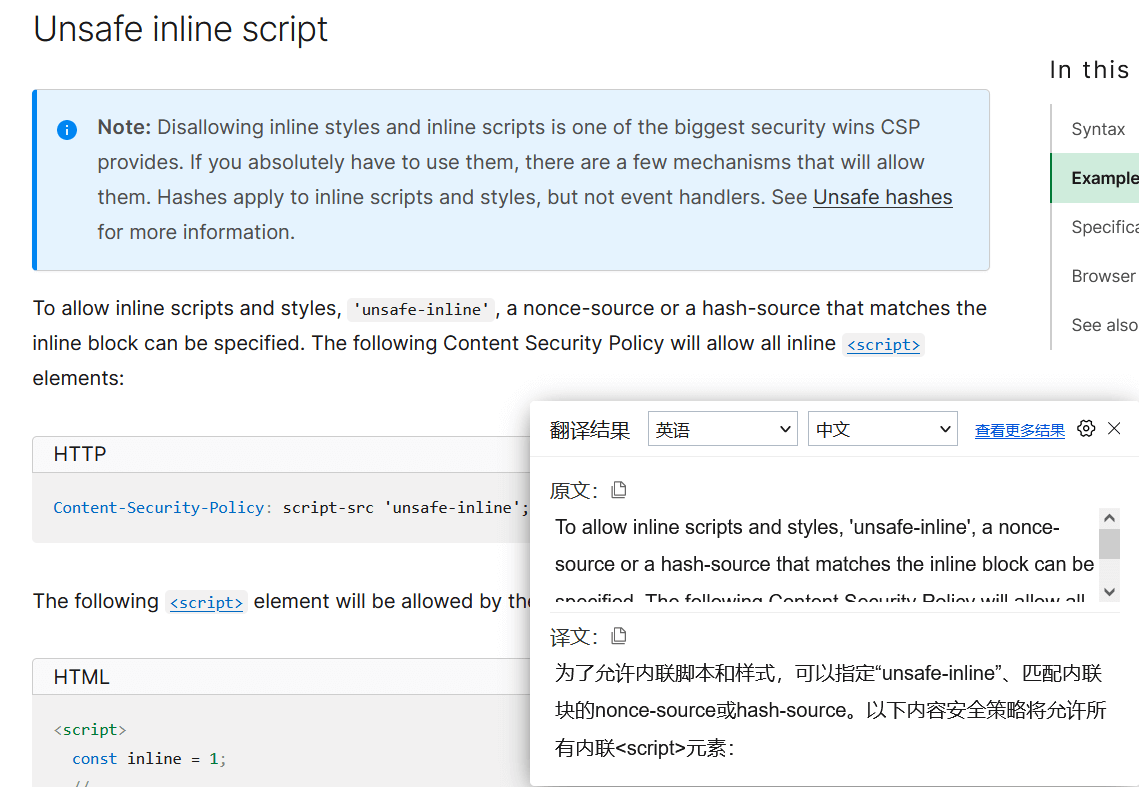 Unsafe inline script
Note: Disallowing inline styles and inline scripts is one of the biggest security wins CSP
provides. If you absolutely have to use them, there are a few mechanisms that will allow
them. Hashes apply to inline scripts and styles, but not event handlers. See Unsafe hashes
for more information.
To allow inline scripts and styles, 'unsafe-inline', a nonce-source or a hash-source that matches the
inline block can be specified. The following Content Security Policy will allow all inline <script>
elements:
HTTP
Content-Security-Policy: script-src 'unsafe-inline';
The following <script> element will be allowed by the
HTML
<script>
const inline = 1;
//
In this
Syntax
Example
Specifica
Browser
See also
翻译结果 英语 中文 查看更多结果
原文：
To allow inline scripts and styles, 'unsafe-inline', a nonce-
source or a hash-source that matches the inline block can be
specified. The following Content Security Policy will allow all
译文：
为了允许内联脚本和样式，可以指定“unsafe-inline”、匹配内联
块的nonce-source或hash-source。以下内容安全策略将允许所
有内联<script>元素：